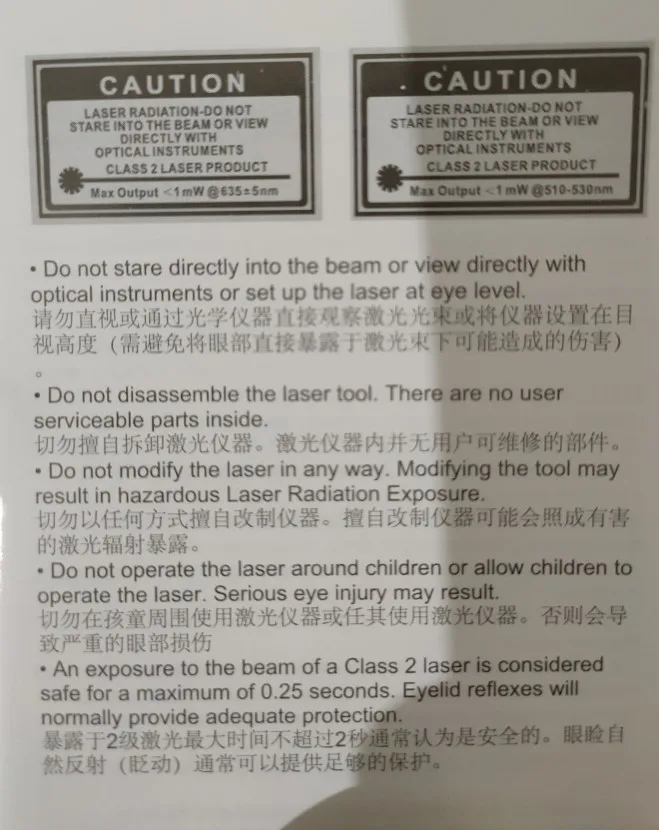 CAUTION
LASER RADIATION-DO NOT
STARE INTO THE BEAM OR VIEW
DIRECTLY WITH
OPTICAL INSTRUMENTS
CLASS 2 LASER PRODUCT
Max Output <1mW @635±5nm
CAUTION
LASER RADIATION-DO NOT
STARE INTO THE BEAM OR VIEW
DIRECTLY WITH
OPTICAL INSTRUMENTS
CLASS 2 LASER PRODUCT
Max Output <1mW @510-530nm
• Do not stare directly into the beam or view directly with
optical instruments or set up the laser at eye level.
请勿直视或通过光学仪器直接观察激光光束或将仪器设置在目
视高度（需避免将眼部直接暴露于激光束下可能造成的伤害）
。
• Do not disassemble the laser tool. There are no user
serviceable parts inside.
切勿擅自拆卸激光仪器。激光仪器内并无用户可维修的部件。
• Do not modify the laser in any way. Modifying the tool may
result in hazardous Laser Radiation Exposure.
切勿以任何方式擅自改制仪器。擅自改制仪器可能会照成有害
的激光辐射暴露。
• Do not operate the laser around children or allow children to
operate the laser. Serious eye injury may result.
切勿在孩童周围使用激光仪器或任其使用激光仪器。否则会导
致严重的眼部损伤
• An exposure to the beam of a Class 2 laser is considered
safe for a maximum of 0.25 seconds. Eyelid reflexes will
normally provide adequate protection.
暴露于2级激光最大时间不超过2秒通常认为是安全的。眼睑自
然反射（眨动）通常可以提供足够的保护。